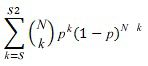 S2
∑ (N k) p^k (1 - p)^N k
k=S